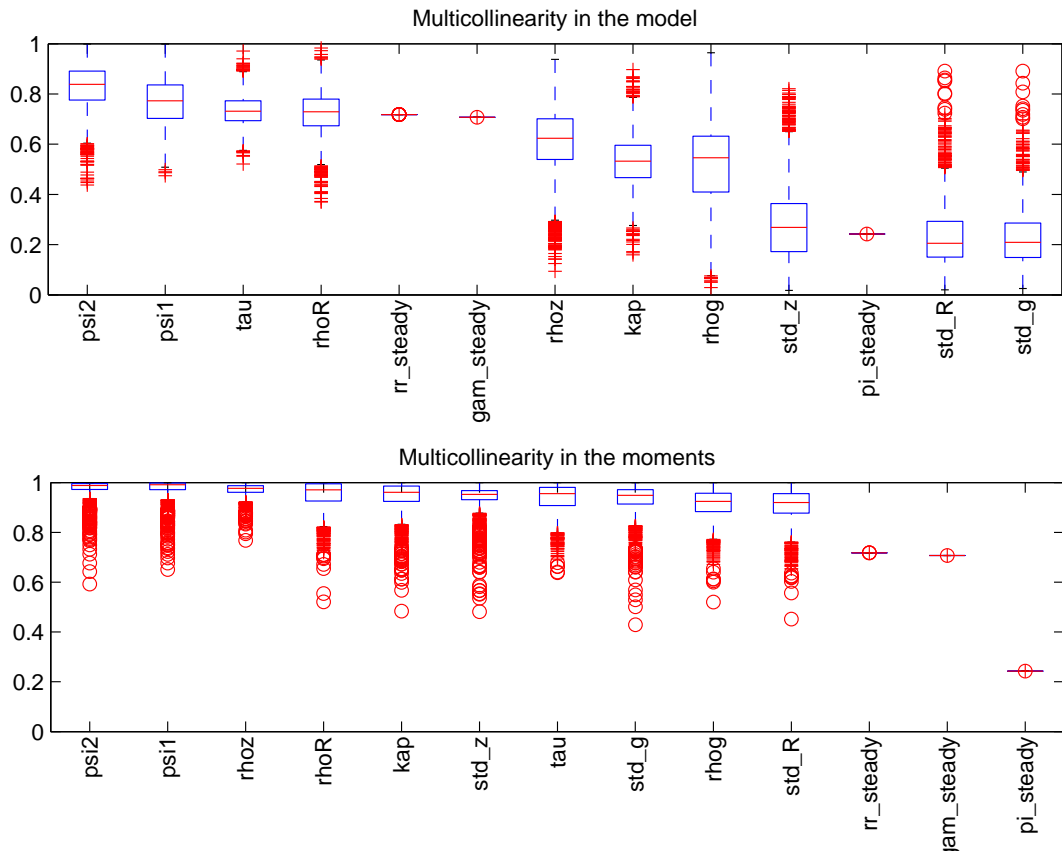 Multicollinearity in the model
1
0.8
0.6
0.4
0.2
0
psi2
psi1
tau
rhoR
rr_steady
gam_steady
rhoz
kap
rhog
std_z
pi_steady
std_R
std_g
Multicollinearity in the moments
1
0.8
0.6
0.4
0.2
0
psi2
psi1
rhoz
rhoR
kap
std_z
tau
std_g
rhog
std_R
rr_steady
gam_steady
pi_steady